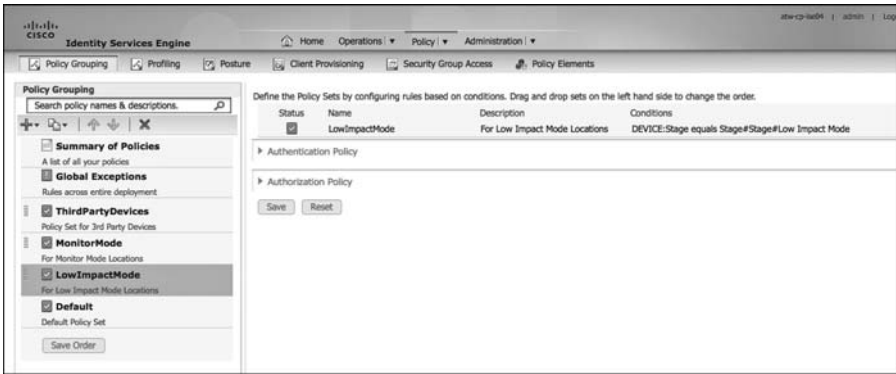 atw-cp-ise04 | admin | Log
CISCO
Identity Services Engine
Home Operations Policy Administration
Policy Grouping Profiling Posture Client Provisioning Security Group Access Policy Elements
Policy Grouping
Search policy names & descriptions.
Summary of Policies
A list of all your policies
Global Exceptions
Rules across entire deployment
ThirdPartyDevices
Policy Set for 3rd Party Devices
MonitorMode
For Monitor Mode Locations
LowImpactMode
For Low Impact Mode Locations
Default
Default Policy Set
Save Order
Define the Policy Sets by configuring rules based on conditions. Drag and drop sets on the left hand side to change the order.
Status Name Description Conditions
LowImpactMode For Low Impact Mode Locations DEVICE:Stage equals Stage#Stage#Low Impact Mode
Authentication Policy
Authorization Policy
Save Reset